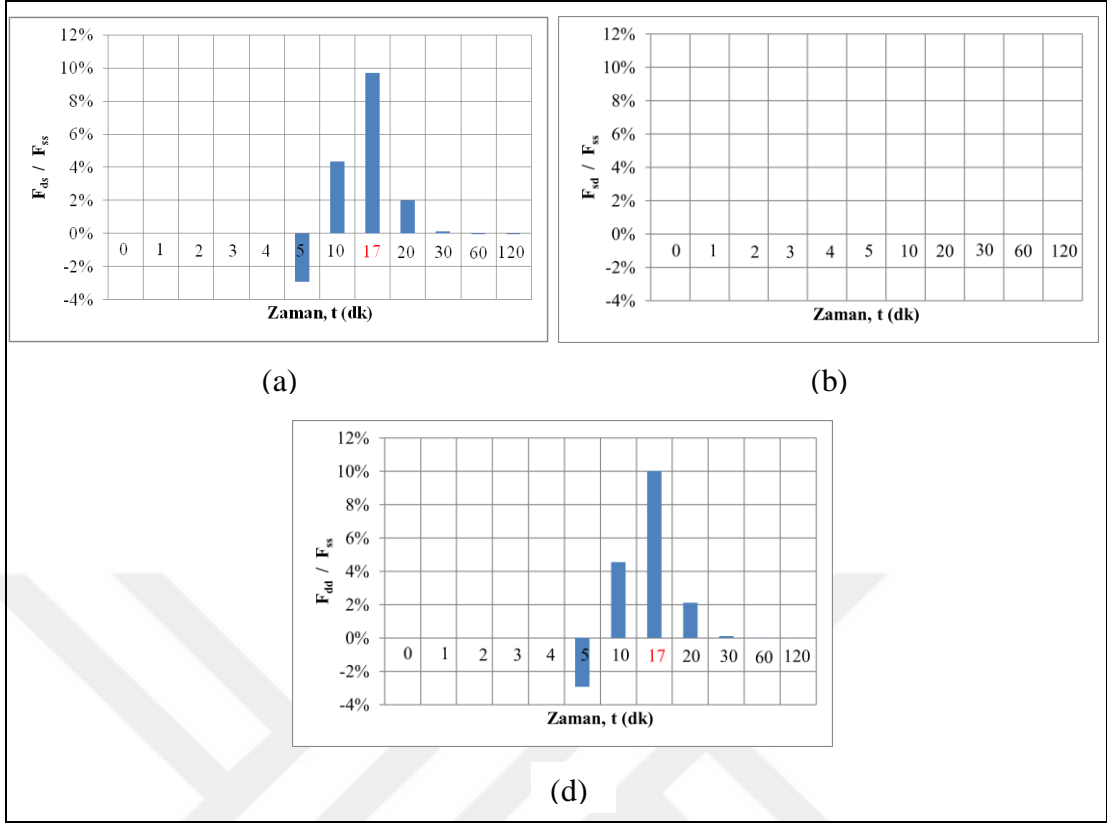 12%
10%
8%
6%
4%
2%
0%
-2%
-4%
F_ds / F_ss
0 1 2 3 4 5 10 17 20 30 60 120
Zaman, t (dk)
(a)
12%
10%
8%
6%
4%
2%
0%
-2%
-4%
F_sd / F_ss
0 1 2 3 4 5 10 20 30 60 120
Zaman, t (dk)
(b)
12%
10%
8%
6%
4%
2%
0%
-2%
-4%
F_dd / F_ss
0 1 2 3 4 5 10 17 20 30 60 120
Zaman, t (dk)
(d)